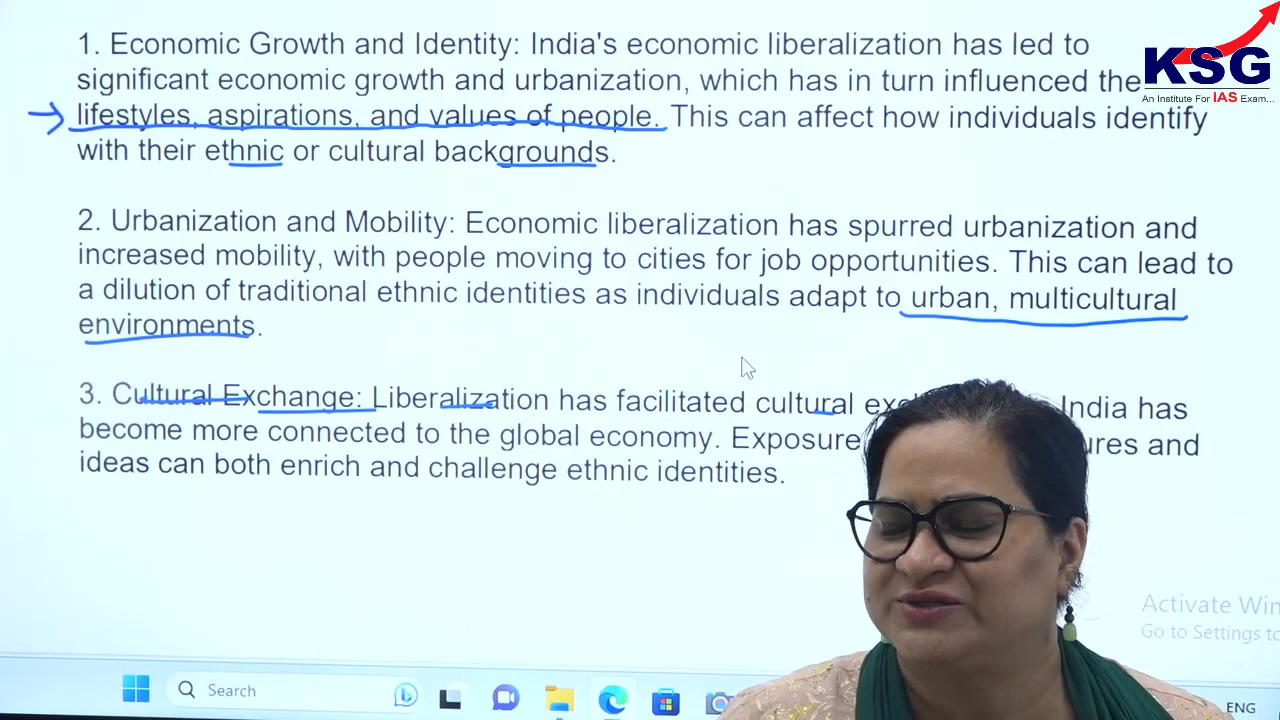 1. Economic Growth and Identity: India's economic liberalization has led to
significant economic growth and urbanization, which has in turn influenced the
lifestyles, aspirations, and values of people. This can affect how individuals identify
with their ethnic or cultural backgrounds.
2. Urbanization and Mobility: Economic liberalization has spurred urbanization and
increased mobility, with people moving to cities for job opportunities. This can lead to
a dilution of traditional ethnic identities as individuals adapt to urban, multicultural
environments.
3. Cultural Exchange: Liberalization has facilitated cultural India has
become more connected to the global economy. Exposure and
ideas can both enrich and challenge ethnic identities.
KSG
An Institute For IAS Exam...
Activate Win
Go to Settings to
Search
ENG